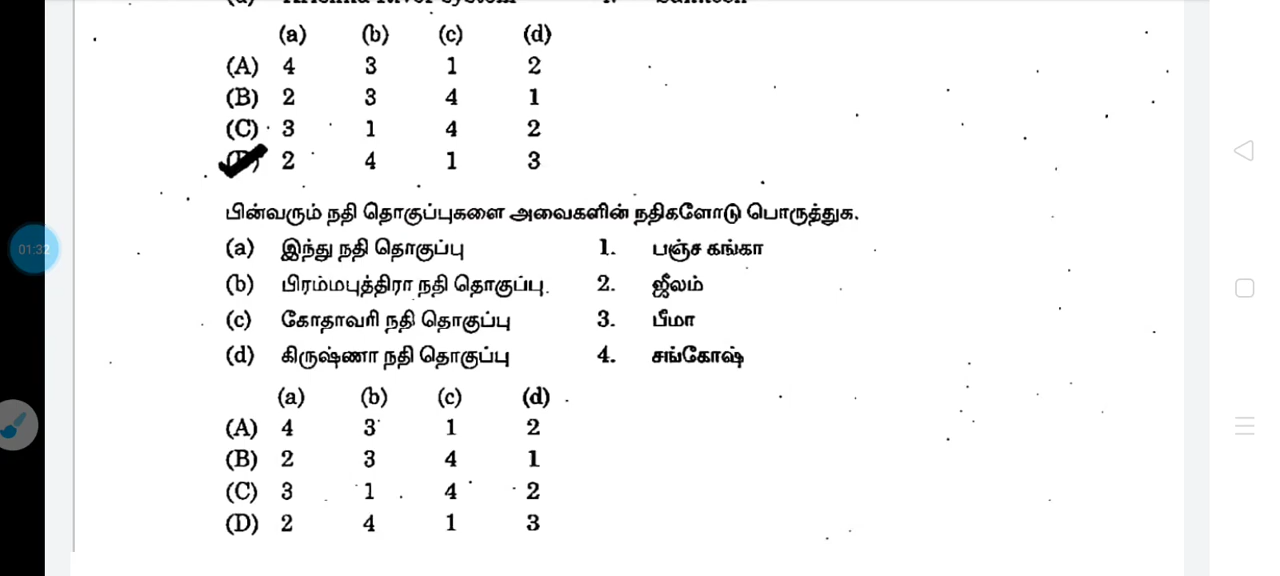 (a) (b) (c) (d)
(A) 4 3 1 2
(B) 2 3 4 1
(C) 3 1 4 2
2 4 1 3
பின்வரும் நதி தொகுப்புகளை அவைகளின் நதிகளோடு பொருத்துக.
(a) இந்து நதி தொகுப்பு 1. பஞ்ச கங்கா
(b) பிரம்மபுத்திரா நதி தொகுப்பு. 2. ஜீலம்
(c) கோதாவரி நதி தொகுப்பு 3. பீமா
(d) கிருஷ்ணா நதி தொகுப்பு 4. சங்கோஷ்
(a) (b) (c) (d)
(A) 4 3 1 2
(B) 2 3 4 1
(C) 3 1 4 2
(D) 2 4 1 3
01:32